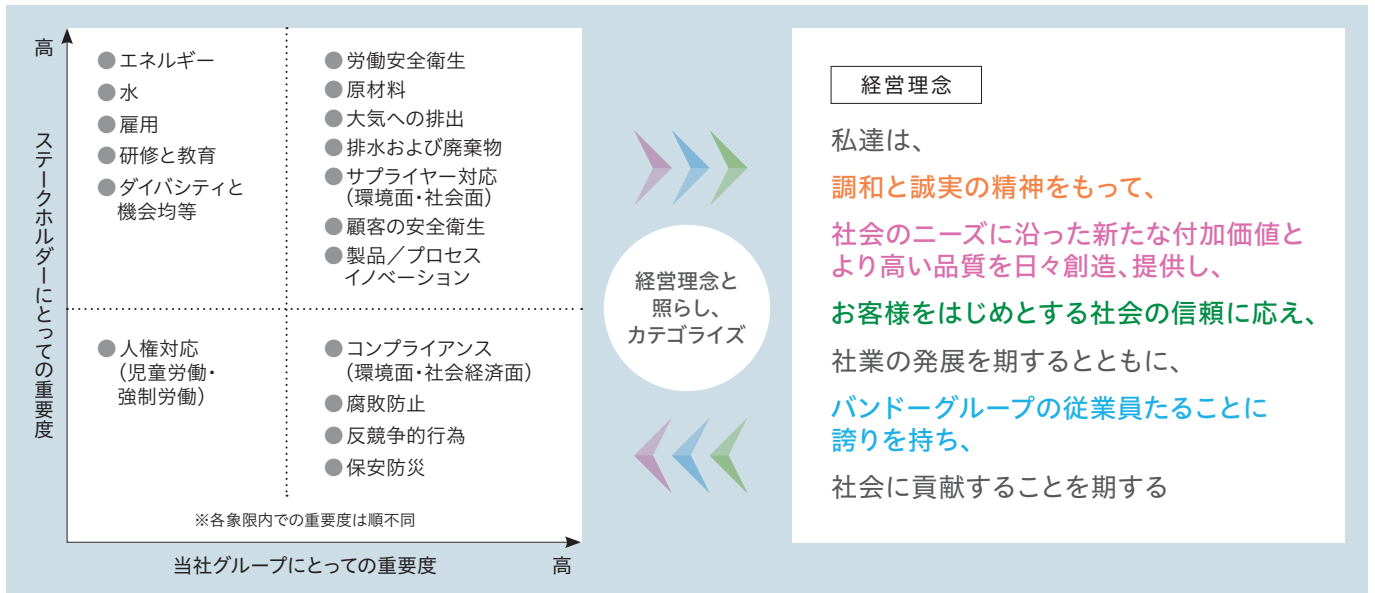 高
ステークホルダーにとっての重要度
●エネルギー
●水
●雇用
●研修と教育
●ダイバシティと
機会均等
●労働安全衛生
●原材料
●大気への排出
●排水および廃棄物
●サプライヤー対応
(環境面・社会面)
●顧客の安全衛生
●製品／プロセス
イノベーション
●人権対応
(児童労働・
強制労働)
●コンプライアンス
(環境面・社会経済面)
●腐敗防止
●反競争的行為
●保安防災
※各象限内での重要度は順不同
当社グループにとっての重要度
高
経営理念と
照らし、
カテゴライズ
経営理念
私達は、
調和と誠実の精神をもって、
社会のニーズに沿った新たな付加価値と
より高い品質を日々創造、提供し、
お客様をはじめとする社会の信頼に応え、
社業の発展を期するとともに、
バンドーグループの従業員たることに
誇りを持ち、
社会に貢献することを期する